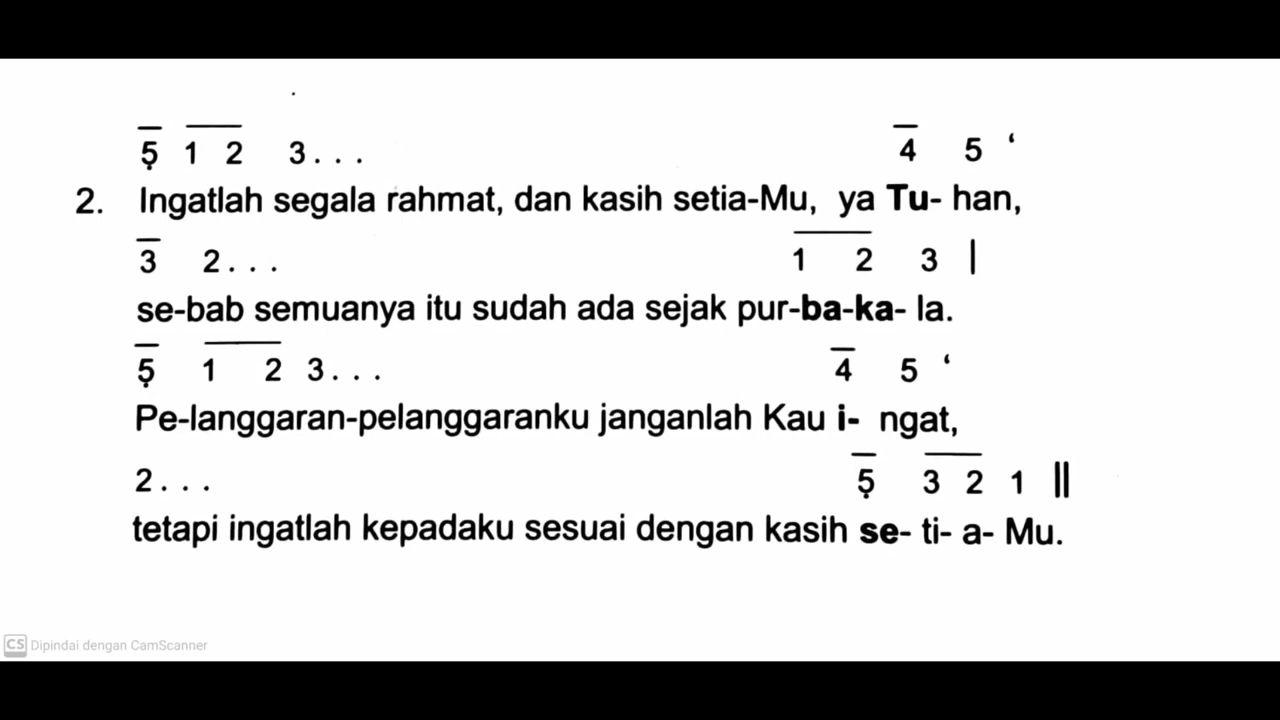 5̣ 1 2 3 . . . 4 5 ‘
2. Ingatlah segala rahmat, dan kasih setia-Mu, ya Tu- han,
3 2 . . . 1 2 3 |
se-bab semuanya itu sudah ada sejak pur-ba-ka- la.
5̣ 1 2 3 . . . 4 5 ‘
Pe-langgaran-pelanggaranku janganlah Kau i- ngat,
2 . . . 5̣ 3 2 1 ||
tetapi ingatlah kepadaku sesuai dengan kasih se- ti- a- Mu.
CS Dipindai dengan CamScanner